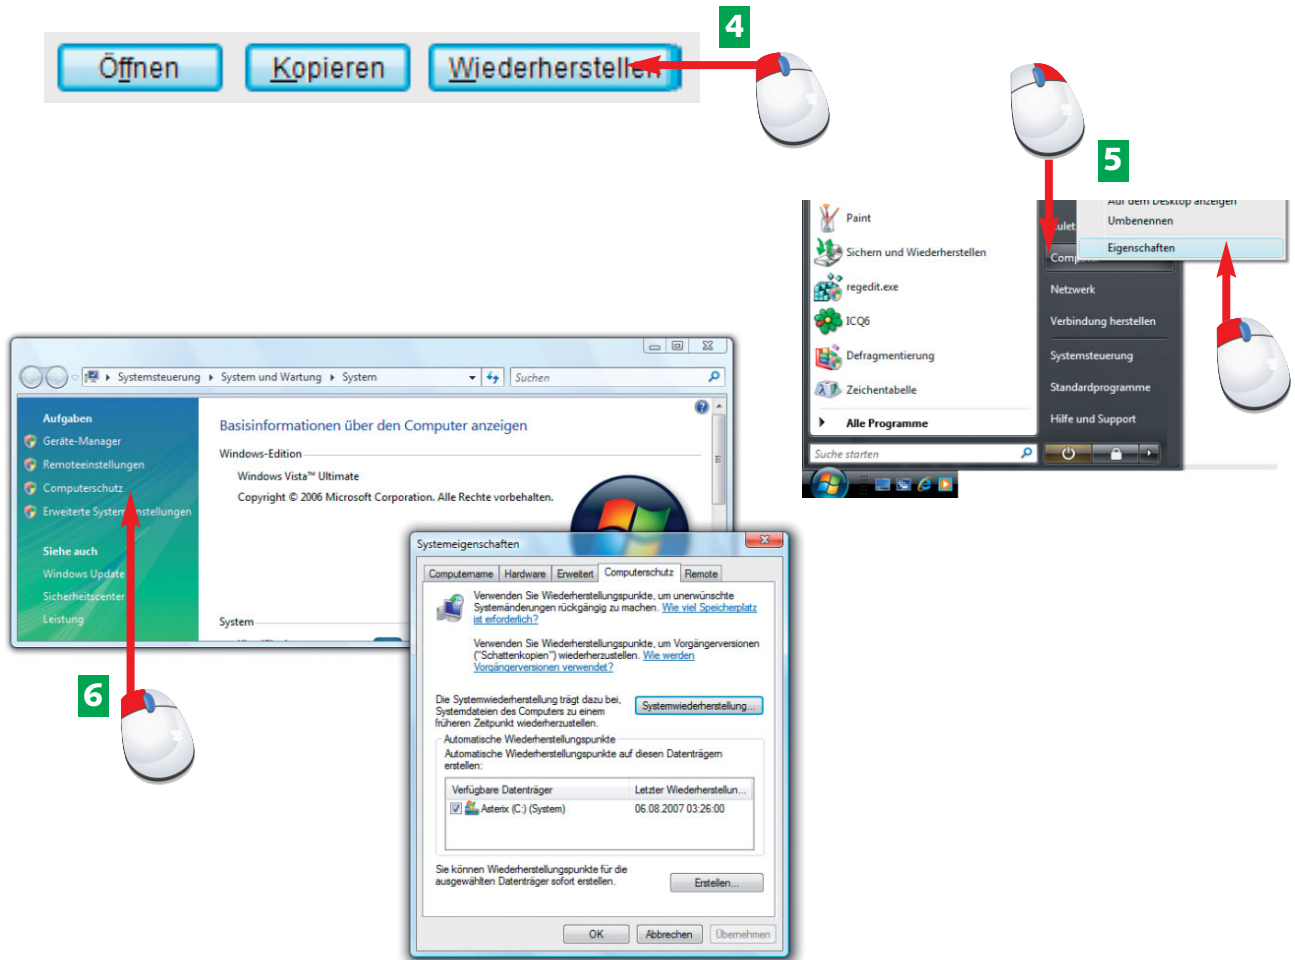 4
Öffnen
Kopieren
Wiederherstellen
5
Auf dem Desktop anzeigen
Umbenennen
Eigenschaften
Paint
Sichern und Wiederherstellen
regedit.exe
ICQ6
Defragmentierung
Zeichentabelle
Alle Programme
Suche starten
Computer
Netzwerk
Verbindung herstellen
Systemsteuerung
Standardprogramme
Hilfe und Support
Systemsteuerung
System und Wartung
System
Suchen
Aufgaben
Geräte-Manager
Remoteeinstellungen
Computerschutz
Erweiterte Systemeinstellungen
Siehe auch
Windows Update
Sicherheitscenter
Leistung
Basisinformationen über den Computer anzeigen
Windows-Edition
Windows Vista™ Ultimate
Copyright © 2006 Microsoft Corporation. Alle Rechte vorbehalten.
System
6
Systemeigenschaften
Computername Hardware Erweitert Computerschutz Remote
Verwenden Sie Wiederherstellungspunkte, um unerwünschte
Systemänderungen rückgängig zu machen. Wie viel Speicherplatz
ist erforderlich?
Verwenden Sie Wiederherstellungspunkte, um Vorgängerversionen
("Schattenkopien") wiederherzustellen. Wie werden
Vorgängerversionen verwendet?
Die Systemwiederherstellung trägt dazu bei,
Systemdateien des Computers zu einem
früheren Zeitpunkt wiederherzustellen.
Systemwiederherstellung...
Automatische Wiederherstellungspunkte
Automatische Wiederherstellungspunkte auf diesen Datenträgern
erstellen:
Verfügbare Datenträger Letzter Wiederherstellun...
Asterix (C:) (System) 06.08.2007 03:26:00
Sie können Wiederherstellungspunkte für die
ausgewählten Datenträger sofort erstellen.
Erstellen...
OK Abbrechen Übernehmen